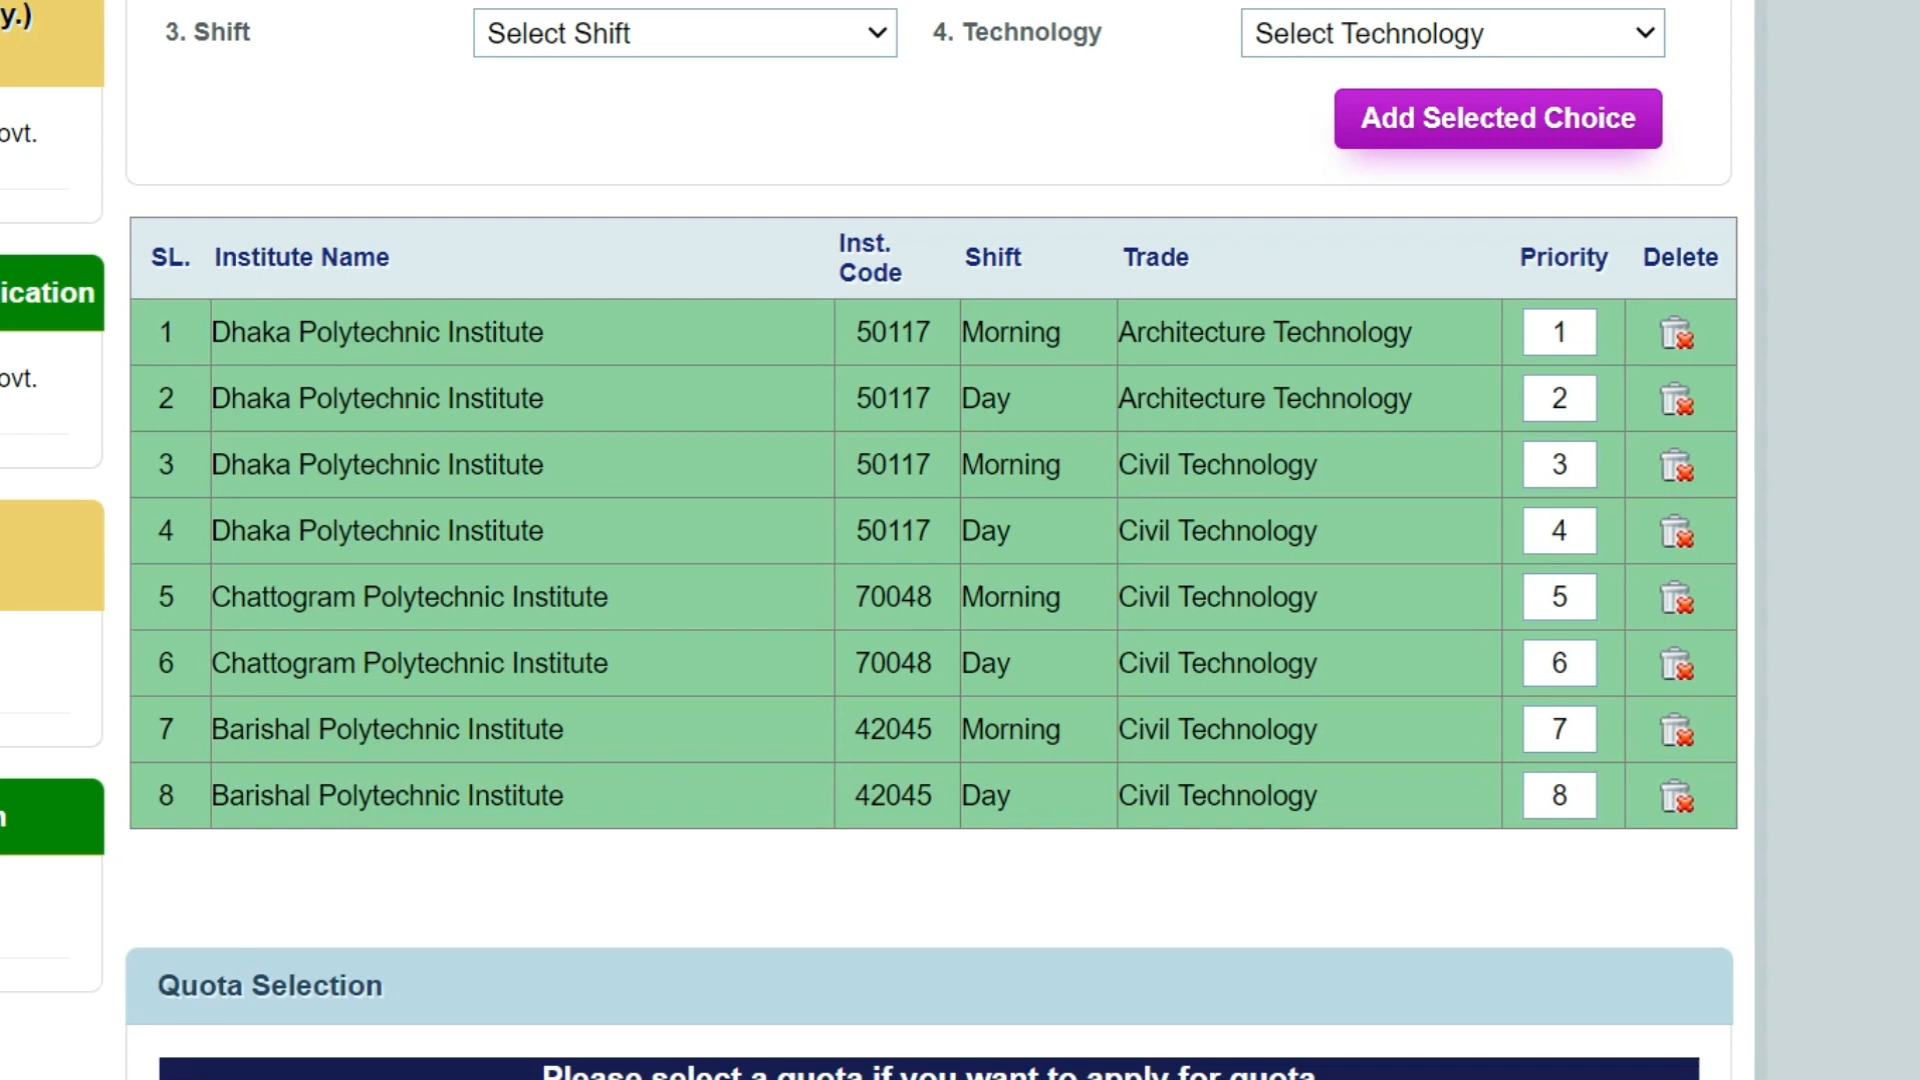 y.)
ovt.
ication
ovt.
n
3. Shift
Select Shift
4. Technology
Select Technology
Add Selected Choice
SL. Institute Name Inst. Code Shift Trade Priority Delete
1 Dhaka Polytechnic Institute 50117 Morning Architecture Technology 1
2 Dhaka Polytechnic Institute 50117 Day Architecture Technology 2
3 Dhaka Polytechnic Institute 50117 Morning Civil Technology 3
4 Dhaka Polytechnic Institute 50117 Day Civil Technology 4
5 Chattogram Polytechnic Institute 70048 Morning Civil Technology 5
6 Chattogram Polytechnic Institute 70048 Day Civil Technology 6
7 Barishal Polytechnic Institute 42045 Morning Civil Technology 7
8 Barishal Polytechnic Institute 42045 Day Civil Technology 8
Quota Selection
Please select a quota if you want to apply for quota